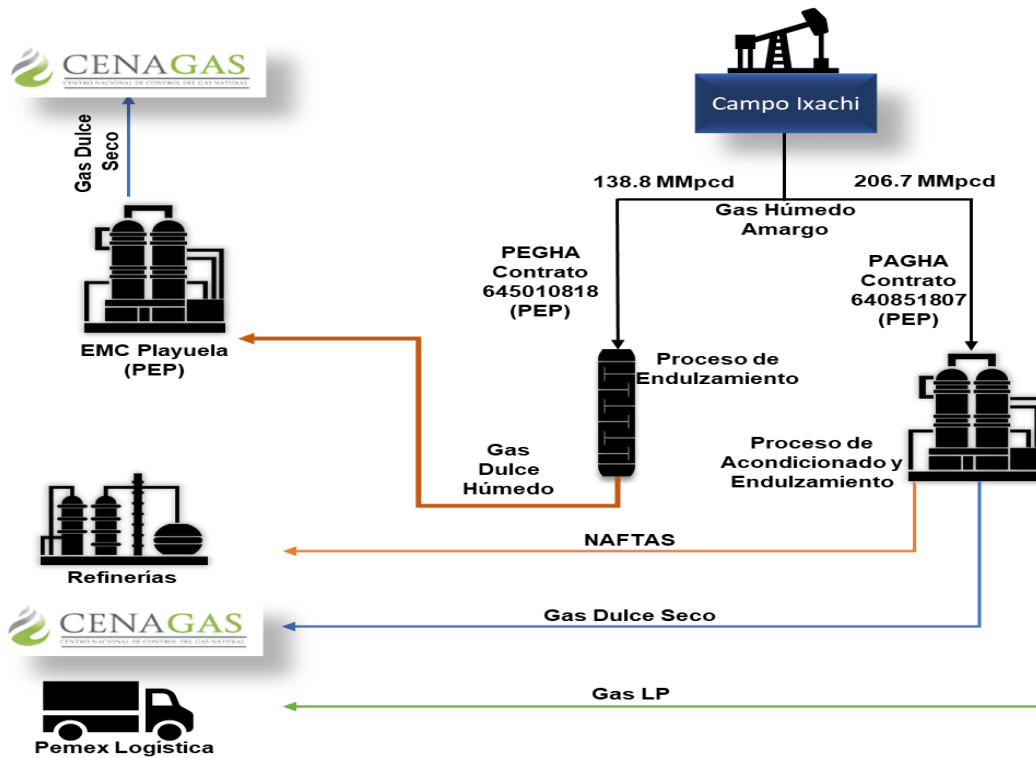 CENAGAS
CENTRO NACIONAL DE CONTROL DEL GAS NATURAL
Gas Dulce
Seco
EMC Playuela
(PEP)
Campo Ixachi
138.8 MMpcd
206.7 MMpcd
Gas Húmedo
Amargo
PEGHA
Contrato
645010818
(PEP)
PAGHA
Contrato
640851807
(PEP)
Proceso de
Endulzamiento
Proceso de
Acondicionado y
Endulzamiento
Gas
Dulce
Húmedo
NAFTAS
Refinerías
CENAGAS
CENTRO NACIONAL DE CONTROL DEL GAS NATURAL
Gas Dulce Seco
Gas LP
Pemex Logística